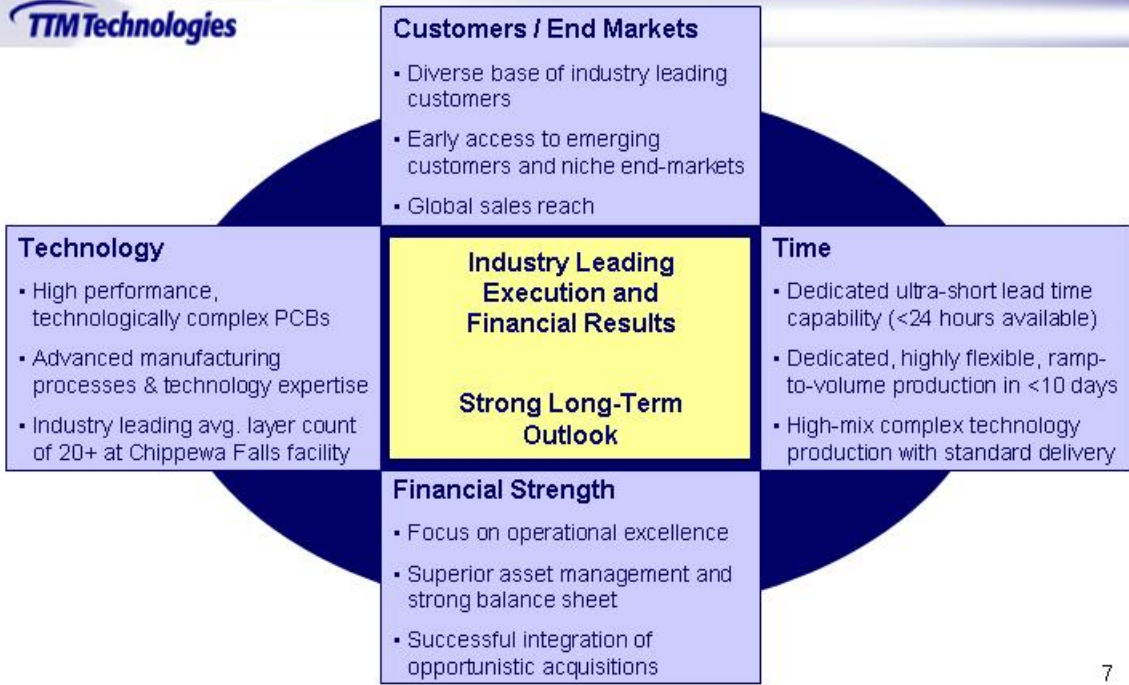 TTM Technologies
Customers / End Markets
▪ Diverse base of industry leading
customers
▪ Early access to emerging
customers and niche end-markets
▪ Global sales reach
Technology
▪ High performance,
technologically complex PCBs
▪ Advanced manufacturing
processes & technology expertise
▪ Industry leading avg. layer count
of 20+ at Chippewa Falls facility
Industry Leading
Execution and
Financial Results
Strong Long-Term
Outlook
Time
▪ Dedicated ultra-short lead time
capability (<24 hours available)
▪ Dedicated, highly flexible, ramp-
to-volume production in <10 days
▪ High-mix complex technology
production with standard delivery
Financial Strength
▪ Focus on operational excellence
▪ Superior asset management and
strong balance sheet
▪ Successful integration of
opportunistic acquisitions
7